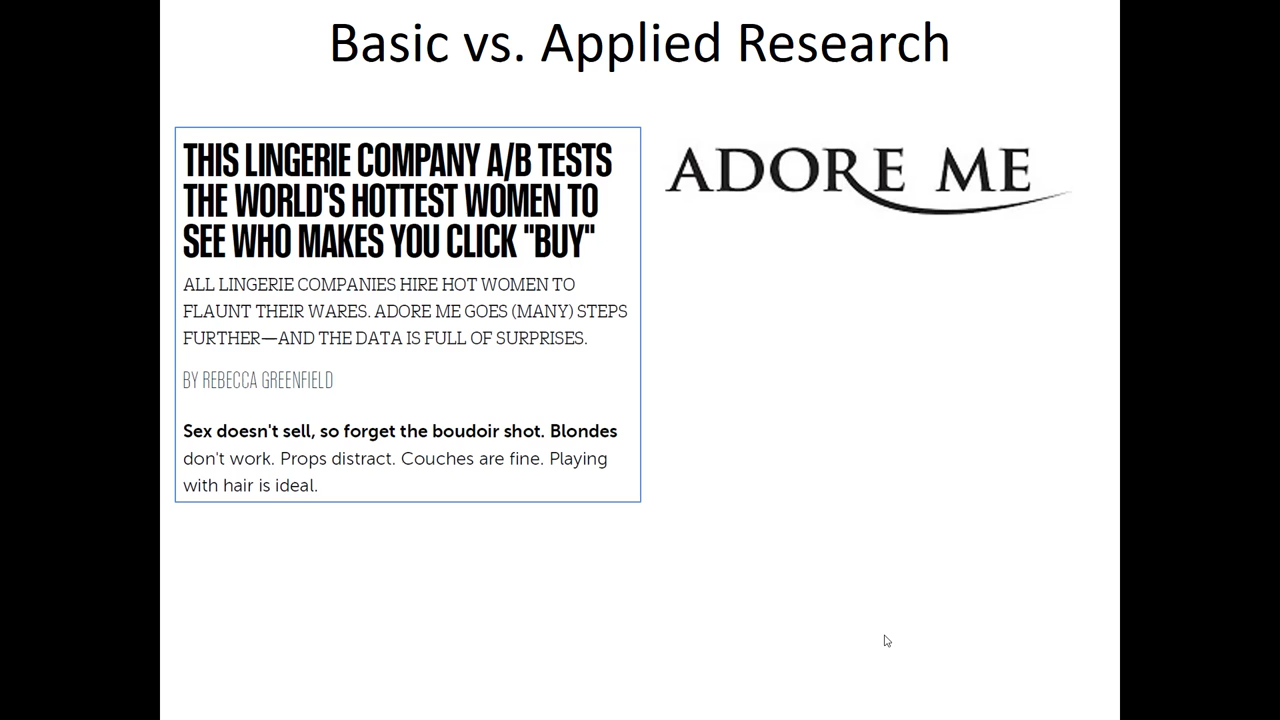 Basic vs. Applied Research
THIS LINGERIE COMPANY A/B TESTS
THE WORLD'S HOTTEST WOMEN TO
SEE WHO MAKES YOU CLICK "BUY"
ALL LINGERIE COMPANIES HIRE HOT WOMEN TO
FLAUNT THEIR WARES. ADORE ME GOES (MANY) STEPS
FURTHER—AND THE DATA IS FULL OF SURPRISES.
BY REBECCA GREENFIELD
Sex doesn't sell, so forget the boudoir shot. Blondes
don't work. Props distract. Couches are fine. Playing
with hair is ideal.
ADORE ME